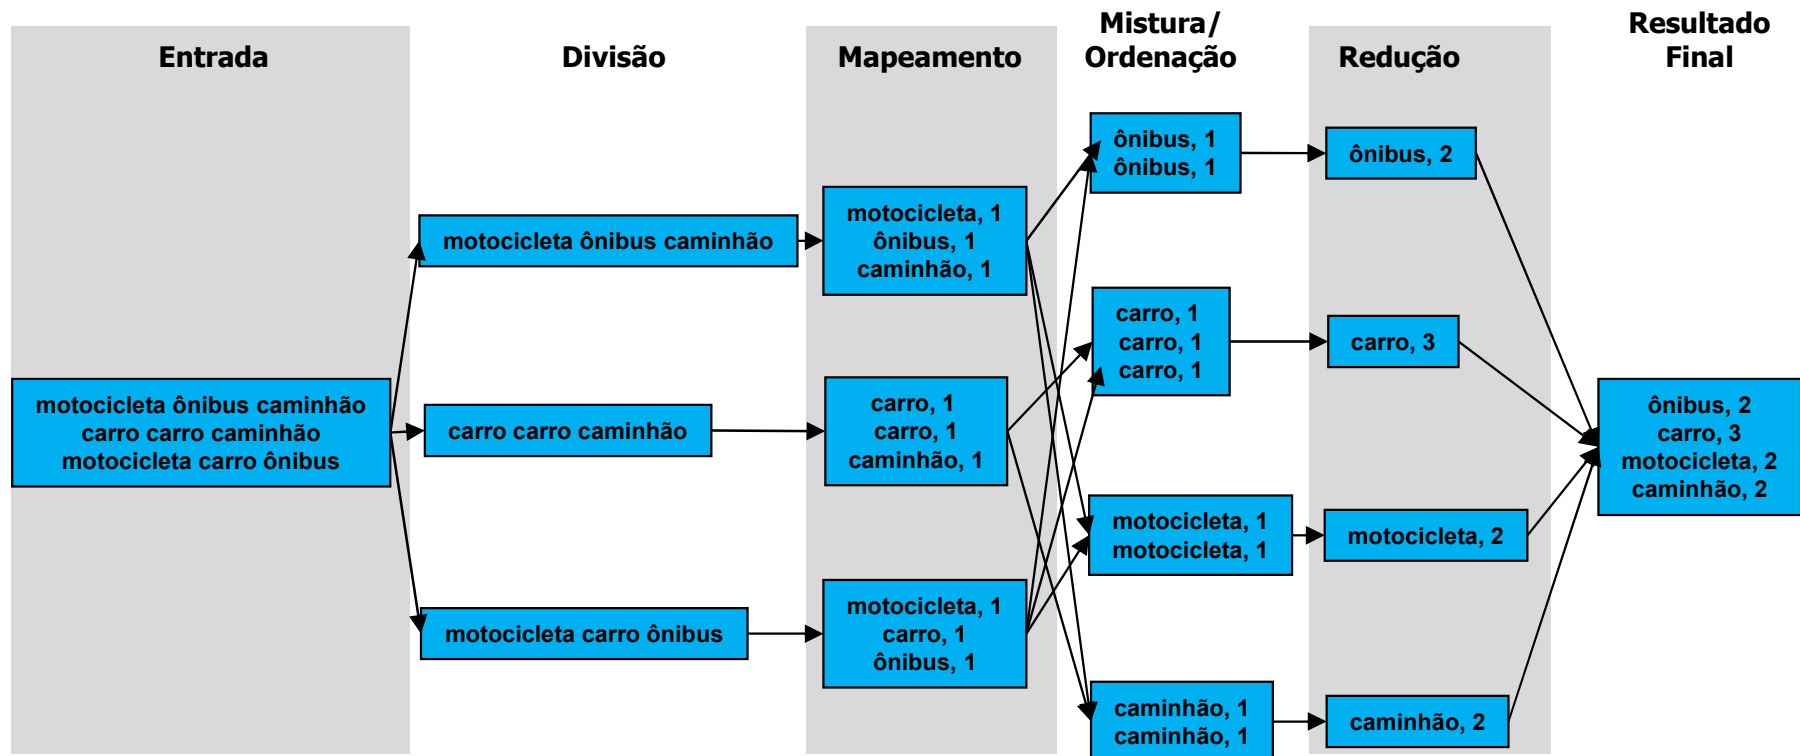 Entrada
Divisão
Mapeamento
Mistura/
Ordenação
Redução
Resultado
Final
motocicleta ônibus caminhão
carro carro caminhão
motocicleta carro ônibus
motocicleta ônibus caminhão
carro carro caminhão
motocicleta carro ônibus
motocicleta, 1
ônibus, 1
caminhão, 1
carro, 1
carro, 1
caminhão, 1
motocicleta, 1
carro, 1
ônibus, 1
ônibus, 1
ônibus, 1
carro, 1
carro, 1
carro, 1
motocicleta, 1
motocicleta, 1
caminhão, 1
caminhão, 1
ônibus, 2
carro, 3
motocicleta, 2
caminhão, 2
ônibus, 2
carro, 3
motocicleta, 2
caminhão, 2